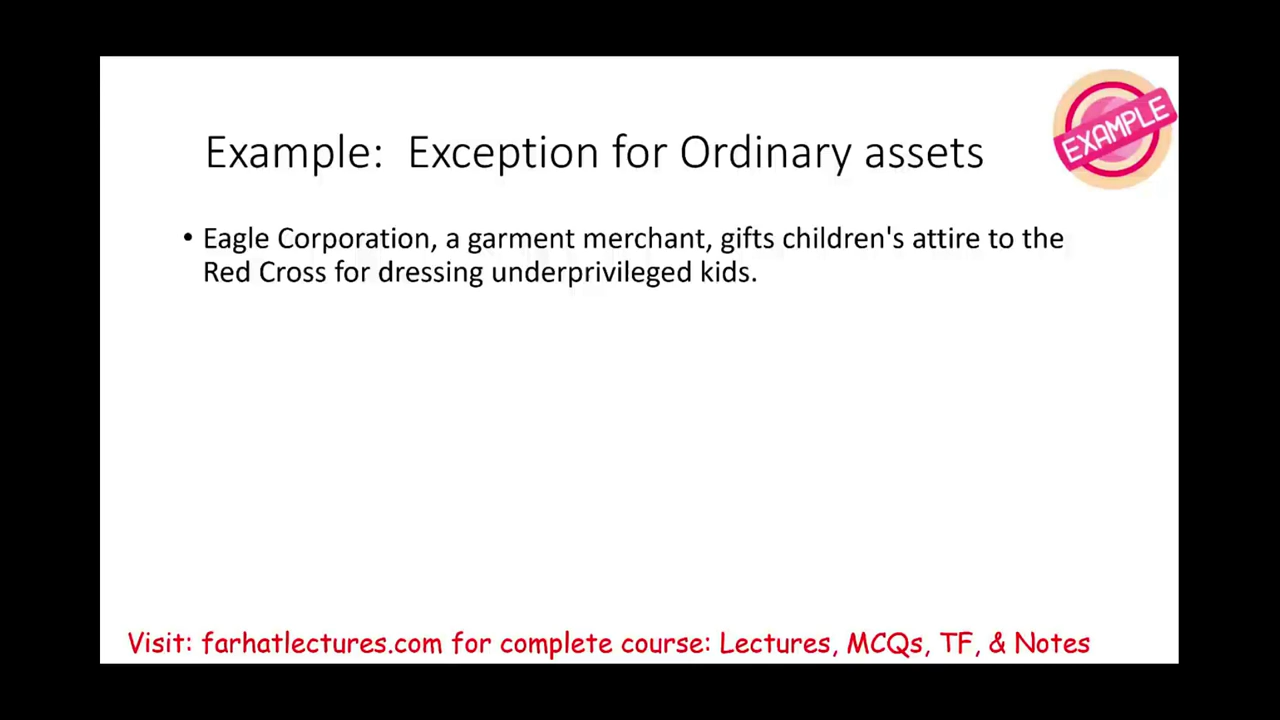 EXAMPLE
Example: Exception for Ordinary assets
• Eagle Corporation, a garment merchant, gifts children's attire to the
Red Cross for dressing underprivileged kids.
Visit: farhatlectures.com for complete course: Lectures, MCQs, TF, & Notes